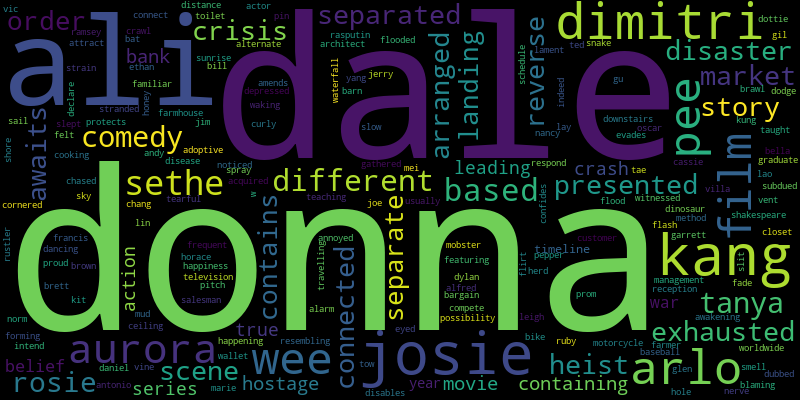 donna
dale
ali
dimitri
kang
josie
arlo
aurora
wee
sethe
pee
film
tanya
rosie
comedy
crisis
separated
order
bank
awaits
disaster
market
story
reverse
landing
arranged
different
based
presented
leading
crash
contains
separate
connected
action
scene
true
belief
series
hostage
heist
movie
containing
exhausted
war
year
timeline
vic
distance
toilet
actor
pin
connect
ramsey
crawl
rasputin
flooded
attract
bat
alternate
architect
strain
ethan
sunrise
bill
familiar
amends
declare
honey
farmhouse
yang
jerry
barn
depressed
waking
waterfall
stranded
sail
slept
protects
jim
curly
slow
felt
shore
cooking
andy
adoptive
disease
noticed
gathered
mei
chased
spray
acquired
w
usually
teaching
joe
sky
cornered
chang
tearful
lin
rustler
francis
dancing
proud
brown
frequent
horace
happiness
television
pitch
salesman
brett
kit
norm
mud
ceiling
forming
intend
happening
resembling
wallet
daniel
vine
antonio
marie
alarm
travelling
annoyed
mobster
featuring
dylan
alfred
bargain
compete
possibility
leigh
eyed
tow
disables
flirt
pepper
herd
confides
respond
tae
cassie
villa
flood
witnessed
dinosaur
method
flash
garrett
customer
slit
management
reception
prom
bike
ruby
motorcycle
farmer
baseball
glen
hole
nerve
smell
blaming
dubbed
worldwide
awakening
fade
closet
vent
shakespeare
lao
subdued
graduate
bella
taught
kung
brawl
dodge
gil
dottie
ted
snake
lament
schedule
gu
indeed
downstairs
nancy
lay
oscar
evades